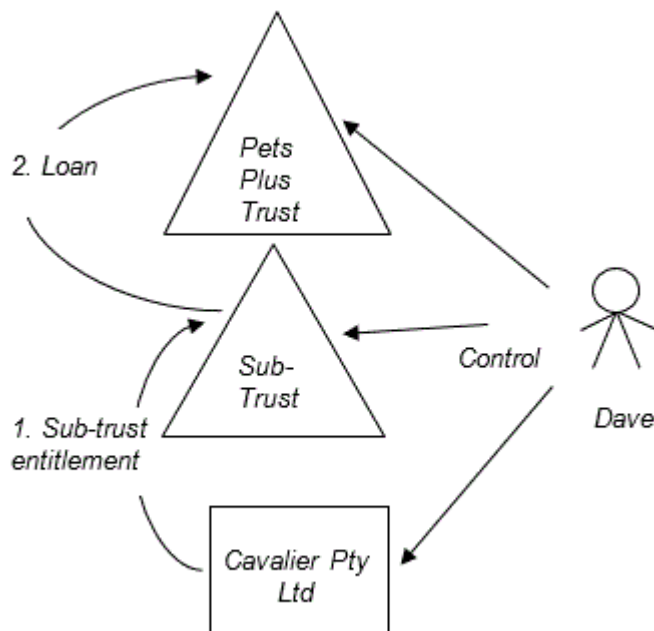 Pets
Plus
Trust
2. Loan
Sub-
Trust
Control
Dave
1. Sub-trust
entitlement
Cavalier Pty
Ltd